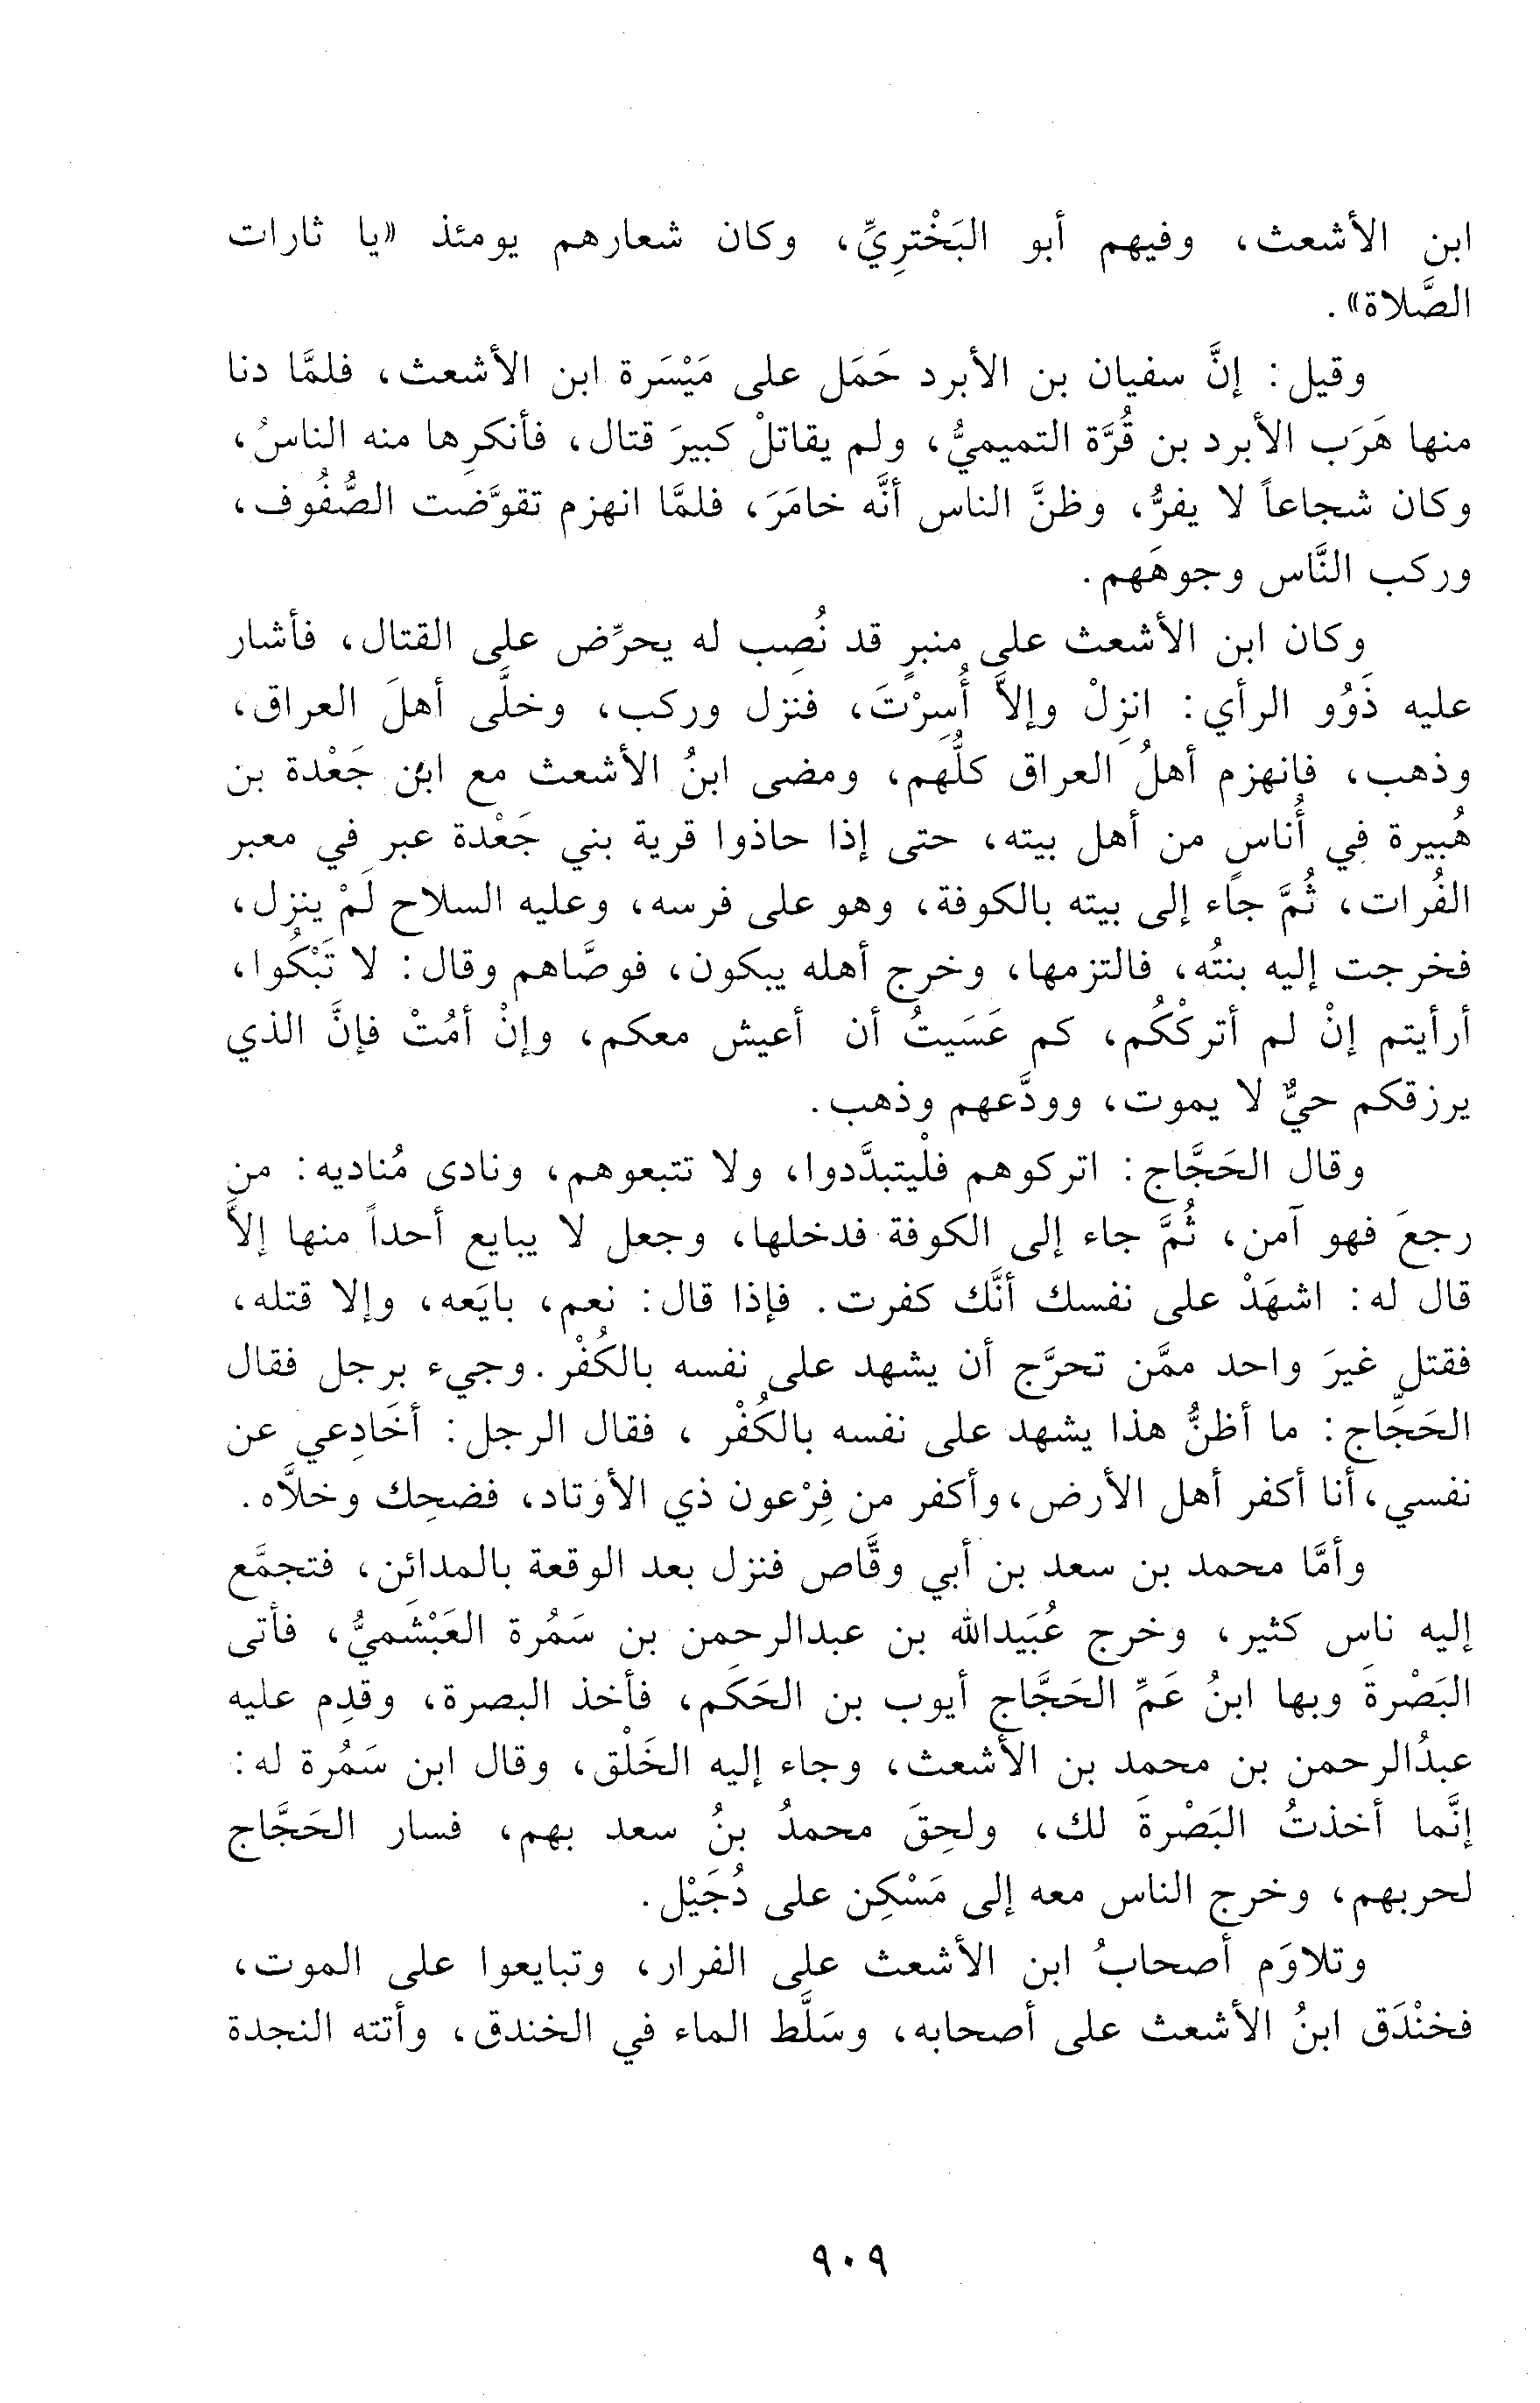 ابن الأشعث، وفيهم أبو البَخْترِيِّ، وكان شعارهم يومئذ «يا ثارات
الصَّلاة».
وقيل: إنَّ سفيان بن الأبرد حَمَل على مَيْسَرة ابن الأشعث، فلمَّا دنا
منها هَرَب الأبرد بن قُرَّة التميميُّ، ولم يقاتلْ كبيرَ قتال، فأنكرها منه الناسُ،
وكان شجاعاً لا يفرُّ، وظنَّ الناس أنَّه خامَرَ، فلمَّا انهزم تقوَّضت الصُّفُوف،
وركب النَّاس وجوهَهم.
وكان ابن الأشعث على منبرٍ قد نُصِب له يحرِّض على القتال، فأشار
عليه ذَوُو الرأي: انزِلْ وإلاَّ أُسِرْتَ، فنزل وركب، وخلَّى أهلَ العراق،
وذهب، فانهزم أهلُ العراق كلُّهم، ومضى ابنُ الأشعث مع ابن جَعْدة بن
هُبيرة في أُناسٍ من أهل بيته، حتى إذا حاذوا قرية بني جَعْدة عبر في معبر
الفُرات، ثُمَّ جاء إلى بيته بالكوفة، وهو على فرسه، وعليه السلاح لَمْ ينزل،
فخرجت إليه بنتُه، فالتزمها، وخرج أهله يبكون، فوصَّاهم وقال: لا تَبْكُوا،
أرأيتم إنْ لم أتركْكُم، كم عَسَيتُ أن أعيش معكم، وإنْ أمُتْ فإنَّ الذي
يرزقكم حيٌّ لا يموت، وودَّعهم وذهب.
وقال الحَجَّاج: اتركوهم فلْيتبدَّدوا، ولا تتبعوهم، ونادى مُناديه: من
رجعَ فهو آمن، ثُمَّ جاء إلى الكوفة فدخلها، وجعل لا يبايع أحداً منها إلاَّ
قال له: اشهَدْ على نفسك أنَّك كفرت. فإذا قال: نعم، بايَعه، وإلا قتله،
فقتل غيرَ واحد ممَّن تحرَّج أن يشهد على نفسه بالكُفْر. وجيء برجل فقال
الحَجَّاج: ما أظنُّ هذا يشهد على نفسه بالكُفْر ، فقال الرجل: أخَادِعي عن
نفسي، أنا أكفر أهل الأرض، وأكفر من فِرْعون ذي الأوتاد، فضحِك وخلاَّه.
وأمَّا محمد بن سعد بن أبي وقَّاص فنزل بعد الوقعة بالمدائن، فتجمَّع
إليه ناس كثير، وخرج عُبَيدالله بن عبدالرحمن بن سَمُرة العَبْشَميُّ، فأتى
البَصْرةَ وبها ابنُ عَمِّ الحَجَّاج أيوب بن الحَكَم، فأخذ البصرة، وقدِم عليه
عبدُالرحمن بن محمد بن الأشعث، وجاء إليه الخَلْق، وقال ابن سَمُرة له:
إنَّما أخذتُ البَصْرةَ لك، ولحِقَ محمدُ بنُ سعد بهم، فسار الحَجَّاج
لحربهم، وخرج الناس معه إلى مَسْكِن على دُجَيْل.
وتلاوَم أصحابُ ابن الأشعث على الفرار، وتبايعوا على الموت،
فخنْدَق ابنُ الأشعث على أصحابه، وسَلَّط الماء في الخندق، وأتته النجدة
٩٠٩